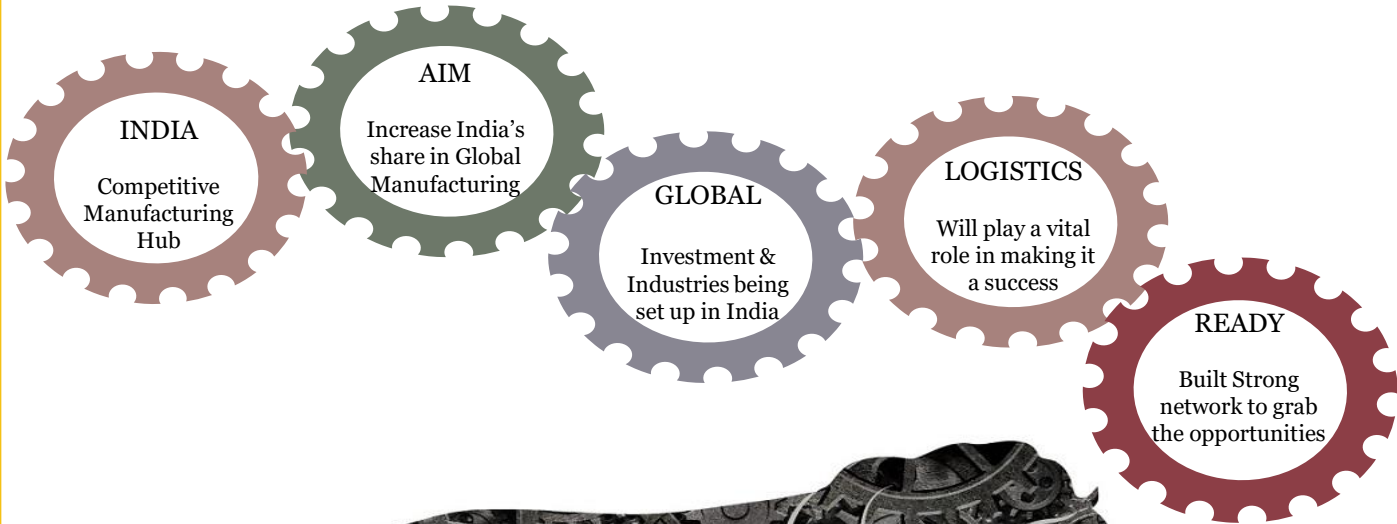 INDIA
Competitive
Manufacturing
Hub
AIM
Increase India’s
share in Global
Manufacturing
GLOBAL
Investment &
Industries being
set up in India
LOGISTICS
Will play a vital
role in making it
a success
READY
Built Strong
network to grab
the opportunities